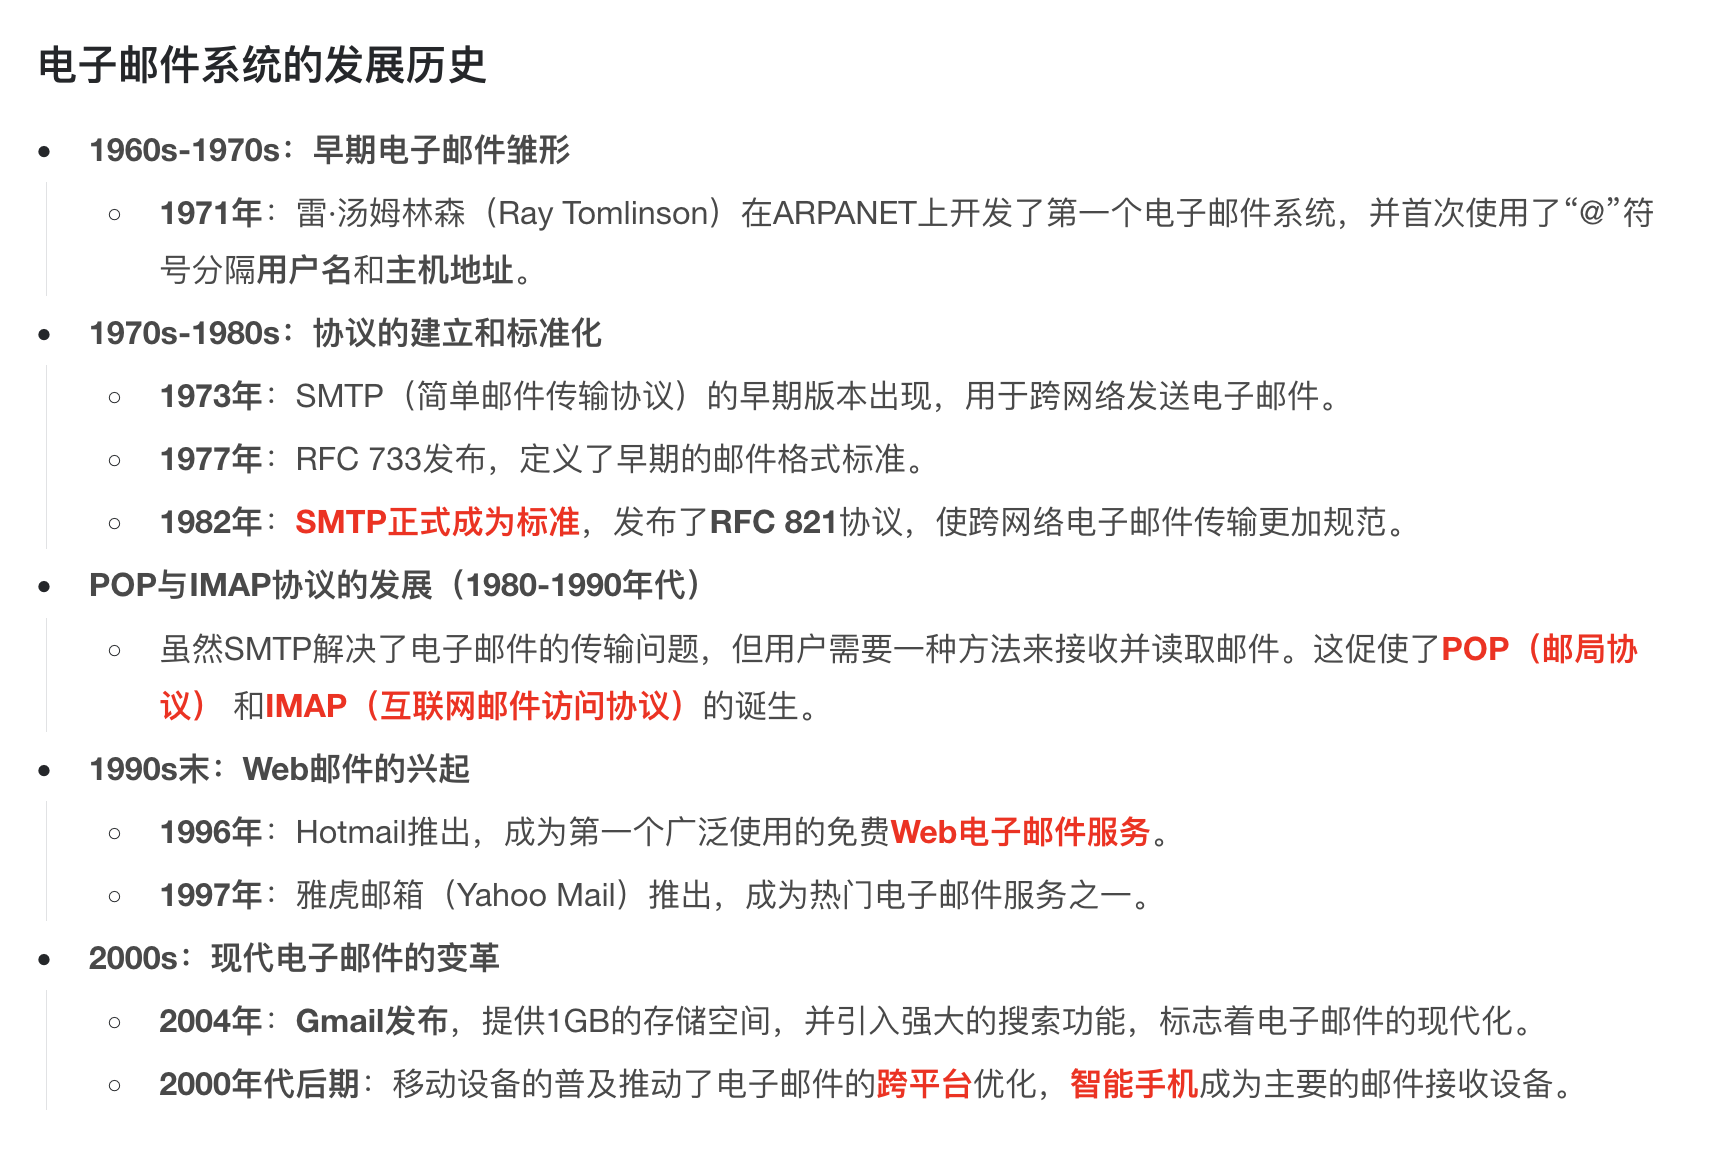 电子邮件系统的发展历史
1960s-1970s：早期电子邮件雏形
1971年：雷·汤姆林森（Ray Tomlinson）在ARPANET上开发了第一个电子邮件系统，并首次使用了“@”符
号分隔用户名和主机地址。
1970s-1980s：协议的建立和标准化
1973年：SMTP（简单邮件传输协议）的早期版本出现，用于跨网络发送电子邮件。
1977年：RFC 733发布，定义了早期的邮件格式标准。
1982年：SMTP正式成为标准，发布了RFC 821协议，使跨网络电子邮件传输更加规范。
POP与IMAP协议的发展（1980-1990年代）
虽然SMTP解决了电子邮件的传输问题，但用户需要一种方法来接收并读取邮件。这促使了POP（邮局协
议） 和IMAP（互联网邮件访问协议）的诞生。
1990s末：Web邮件的兴起
1996年：Hotmail推出，成为第一个广泛使用的免费Web电子邮件服务。
1997年：雅虎邮箱（Yahoo Mail）推出，成为热门电子邮件服务之一。
2000s：现代电子邮件的变革
2004年：Gmail发布，提供1GB的存储空间，并引入强大的搜索功能，标志着电子邮件的现代化。
2000年代后期：移动设备的普及推动了电子邮件的跨平台优化，智能手机成为主要的邮件接收设备。